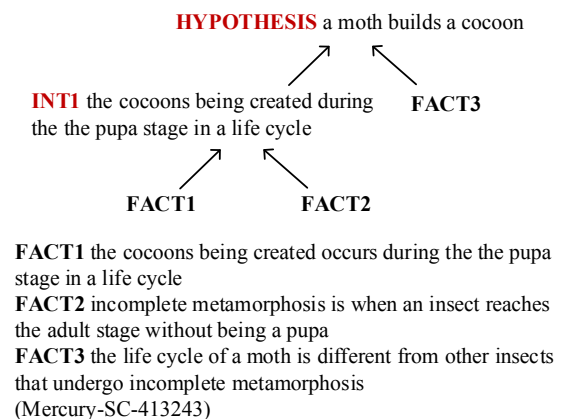 HYPOTHESIS a moth builds a cocoon
INT1 the cocoons being created during
the the pupa stage in a life cycle
FACT3
FACT1 FACT2
FACT1 the cocoons being created occurs during the the pupa
stage in a life cycle
FACT2 incomplete metamorphosis is when an insect reaches
the adult stage without being a pupa
FACT3 the life cycle of a moth is different from other insects
that undergo incomplete metamorphosis
(Mercury-SC-413243)